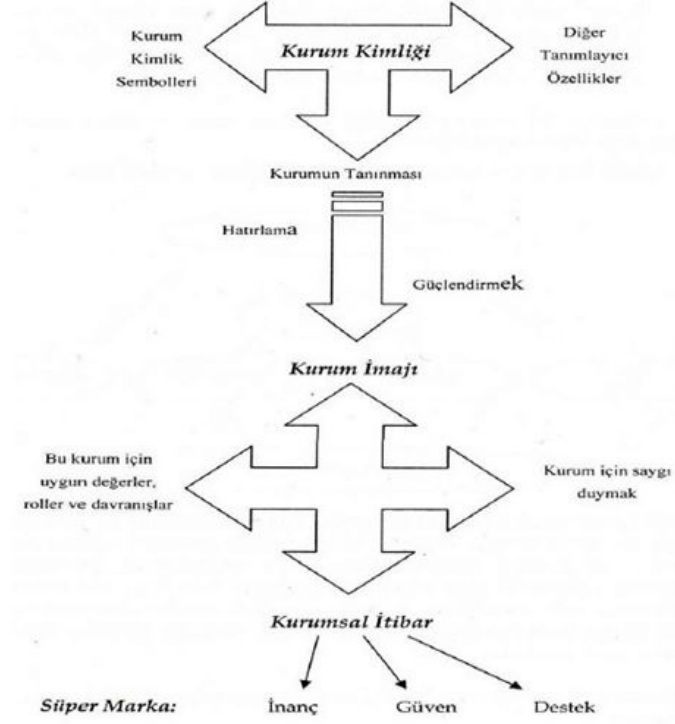 Kurum
Kimlik
Sembolleri
Kurum Kimliği
Diğer
Tanımlayıcı
Özellikler
Kurumun Tanınması
Hatırlama
Güçlendirmek
Kurum İmajı
Bu kurum için
uygun değerler,
roller ve davranışlar
Kurum için saygı
duymak
Kurumsal İtibar
Süper Marka:
İnanç
Güven
Destek